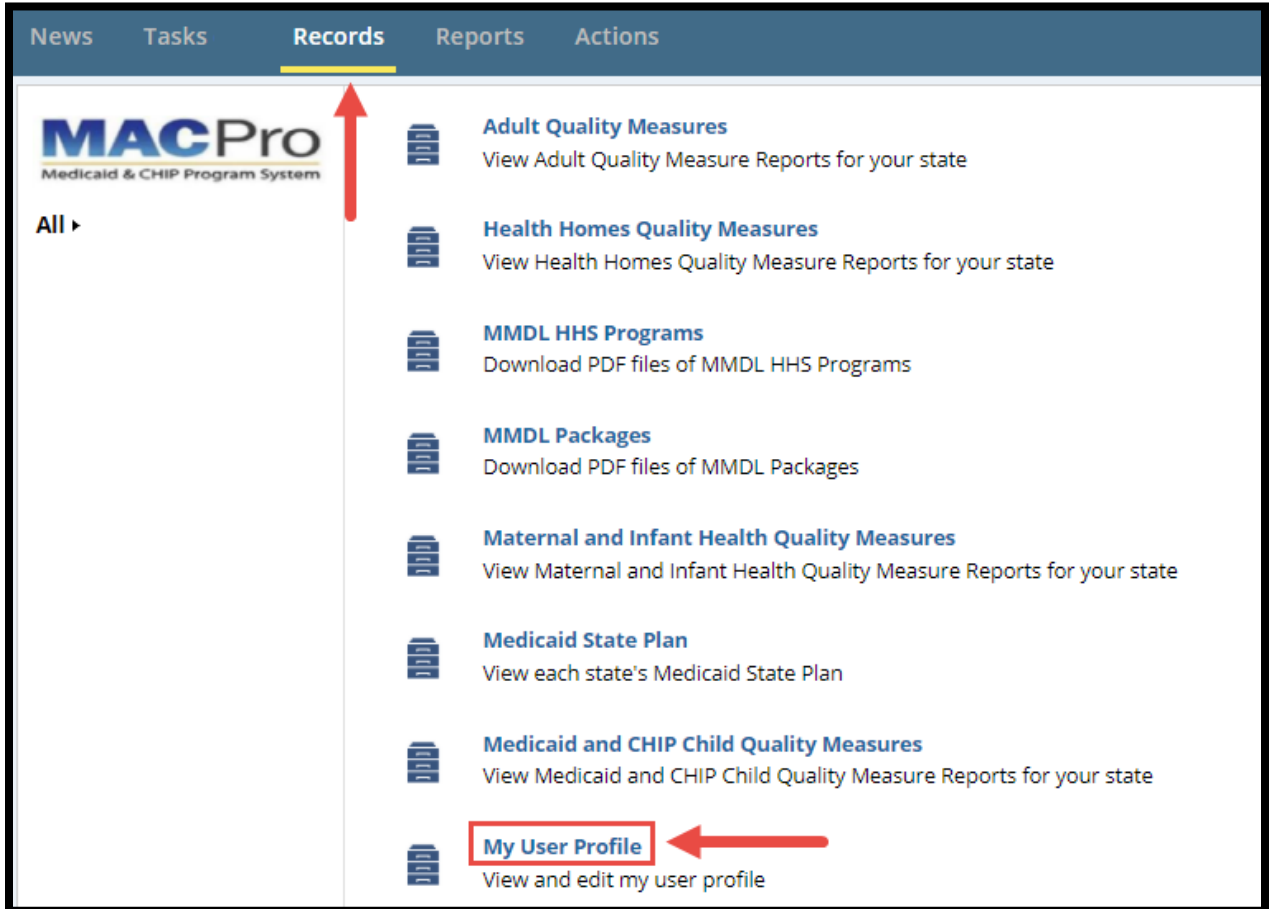 News Tasks Records Reports Actions
MACPro
Medicaid & CHIP Program System
All
Adult Quality Measures
View Adult Quality Measure Reports for your state
Health Homes Quality Measures
View Health Homes Quality Measure Reports for your state
MMDL HHS Programs
Download PDF files of MMDL HHS Programs
MMDL Packages
Download PDF files of MMDL Packages
Maternal and Infant Health Quality Measures
View Maternal and Infant Health Quality Measure Reports for your state
Medicaid State Plan
View each state's Medicaid State Plan
Medicaid and CHIP Child Quality Measures
View Medicaid and CHIP Child Quality Measure Reports for your state
My User Profile
View and edit my user profile